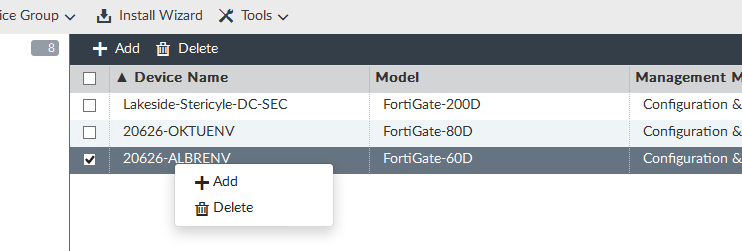 ice Group Install Wizard Tools
8 Add Delete
Device Name Model Management M
Lakeside-Stericyle-DC-SEC FortiGate-200D Configuration &
20626-OKTUENV FortiGate-80D Configuration &
20626-ALBRENV FortiGate-60D Configuration &
Add
Delete